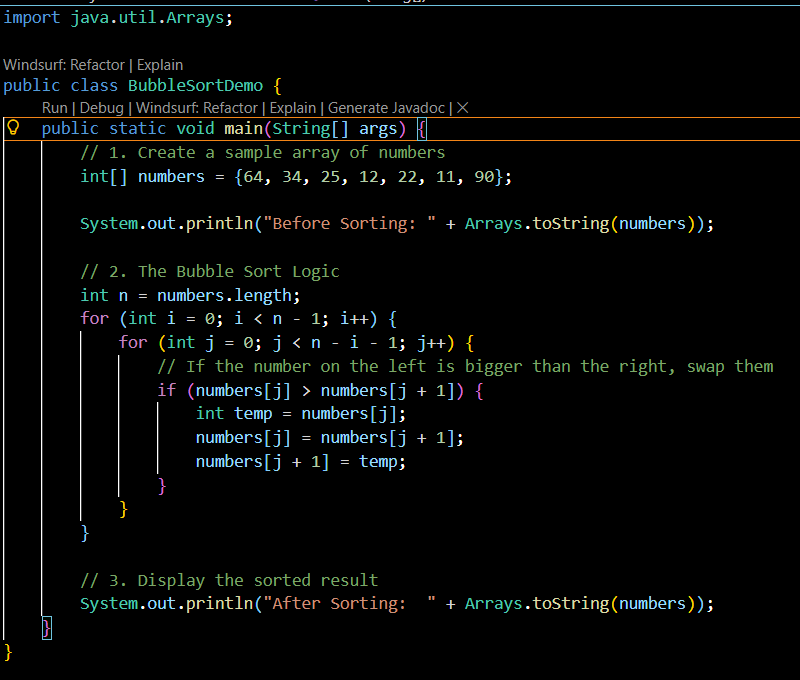 import java.util.Arrays;
Windsurf: Refactor | Explain
public class BubbleSortDemo {
Run | Debug | Windsurf: Refactor | Explain | Generate Javadoc | ✕
public static void main(String[] args) {
// 1. Create a sample array of numbers
int[] numbers = {64, 34, 25, 12, 22, 11, 90};
System.out.println("Before Sorting: " + Arrays.toString(numbers));
// 2. The Bubble Sort Logic
int n = numbers.length;
for (int i = 0; i < n - 1; i++) {
for (int j = 0; j < n - i - 1; j++) {
// If the number on the left is bigger than the right, swap them
if (numbers[j] > numbers[j + 1]) {
int temp = numbers[j];
numbers[j] = numbers[j + 1];
numbers[j + 1] = temp;
}
}
}
// 3. Display the sorted result
System.out.println("After Sorting:  " + Arrays.toString(numbers));
}
}